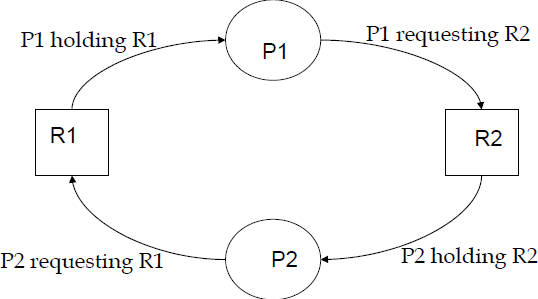 P1 holding R1
P1
P1 requesting R2
R1
R2
P2 requesting R1
P2
P2 holding R2